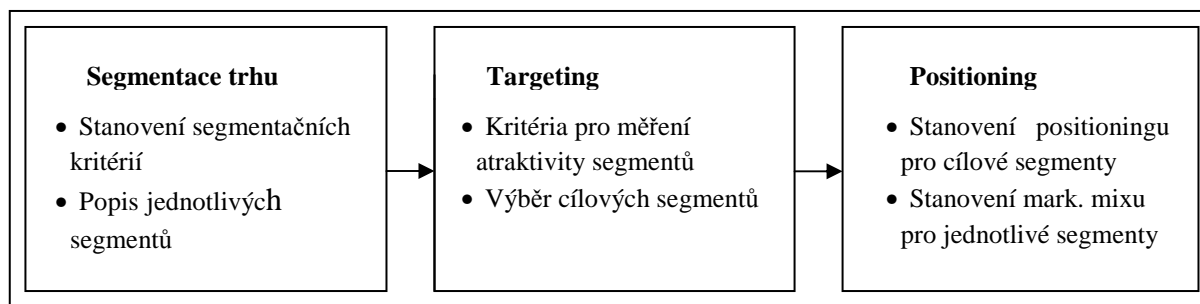 Segmentace trhu
• Stanovení segmentačních
kritérií
• Popis jednotlivých
segmentů
Targeting
• Kritéria pro měření
atraktivity segmentů
• Výběr cílových segmentů
Positioning
• Stanovení positioningu
pro cílové segmenty
• Stanovení mark. mixu
pro jednotlivé segmenty